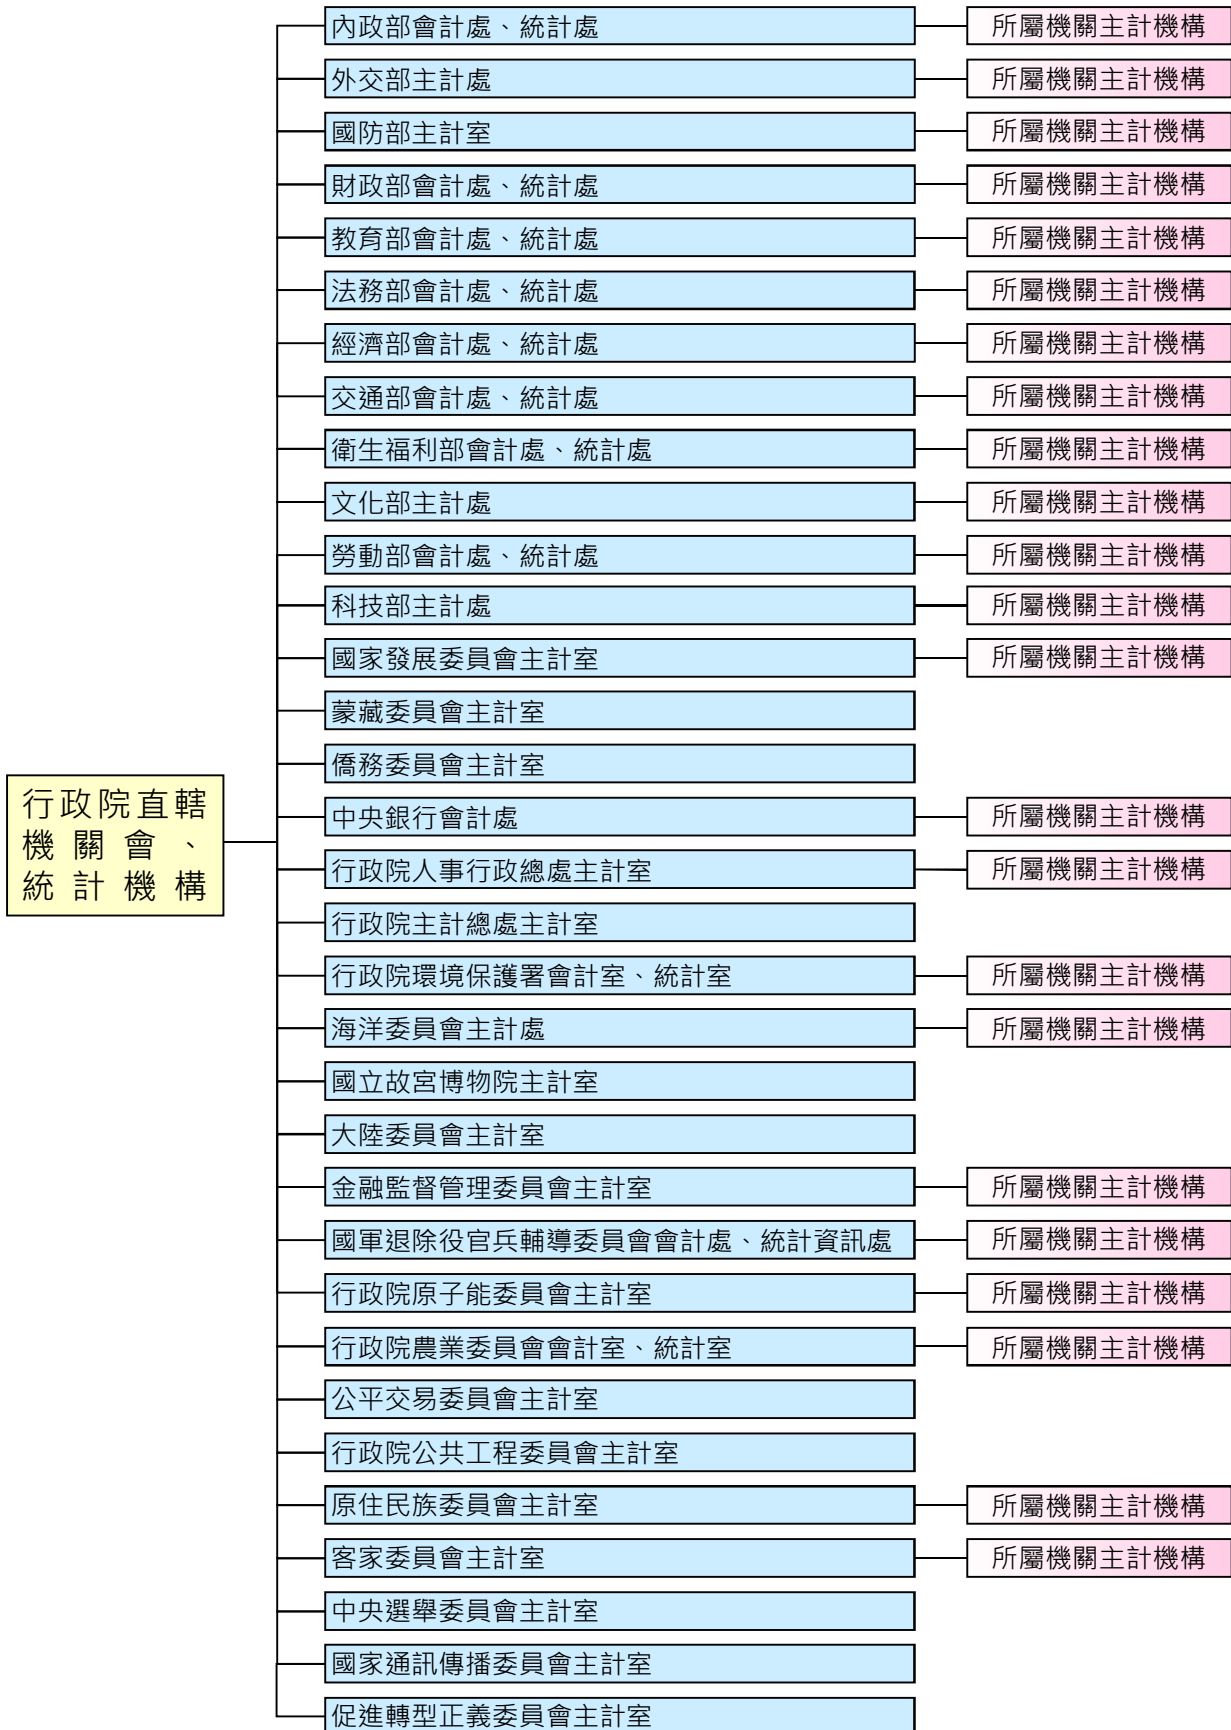 行政院直轄
機關會、
統計機構
內政部會計處、統計處
所屬機關主計機構
外交部主計處
所屬機關主計機構
國防部主計室
所屬機關主計機構
財政部會計處、統計處
所屬機關主計機構
教育部會計處、統計處
所屬機關主計機構
法務部會計處、統計處
所屬機關主計機構
經濟部會計處、統計處
所屬機關主計機構
交通部會計處、統計處
所屬機關主計機構
衛生福利部會計處、統計處
所屬機關主計機構
文化部主計處
所屬機關主計機構
勞動部會計處、統計處
所屬機關主計機構
科技部主計處
所屬機關主計機構
國家發展委員會主計室
所屬機關主計機構
蒙藏委員會主計室
僑務委員會主計室
中央銀行會計處
所屬機關主計機構
行政院人事行政總處主計室
所屬機關主計機構
行政院主計總處主計室
行政院環境保護署會計室、統計室
所屬機關主計機構
海洋委員會主計處
所屬機關主計機構
國立故宮博物院主計室
大陸委員會主計室
金融監督管理委員會主計室
所屬機關主計機構
國軍退除役官兵輔導委員會會計處、統計資訊處
所屬機關主計機構
行政院原子能委員會主計室
所屬機關主計機構
行政院農業委員會會計室、統計室
所屬機關主計機構
公平交易委員會主計室
行政院公共工程委員會主計室
原住民族委員會主計室
所屬機關主計機構
客家委員會主計室
所屬機關主計機構
中央選舉委員會主計室
國家通訊傳播委員會主計室
促進轉型正義委員會主計室